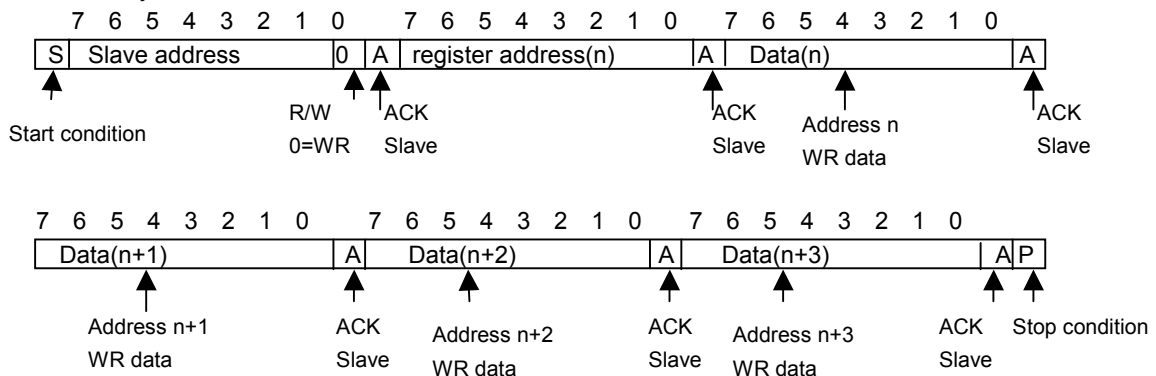 7 6 5 4 3 2 1 0 7 6 5 4 3 2 1 0 7 6 5 4 3 2 1 0
S Slave address 0 A register address(n) A Data(n) A
R/W ACK ACK Address n ACK
Start condition 0=WR Slave Slave WR data Slave
7 6 5 4 3 2 1 0 7 6 5 4 3 2 1 0 7 6 5 4 3 2 1 0
Data(n+1) A Data(n+2) A Data(n+3) A P
Address n+1 ACK Address n+2 ACK Address n+3 ACK Stop condition
WR data Slave WR data Slave WR data Slave